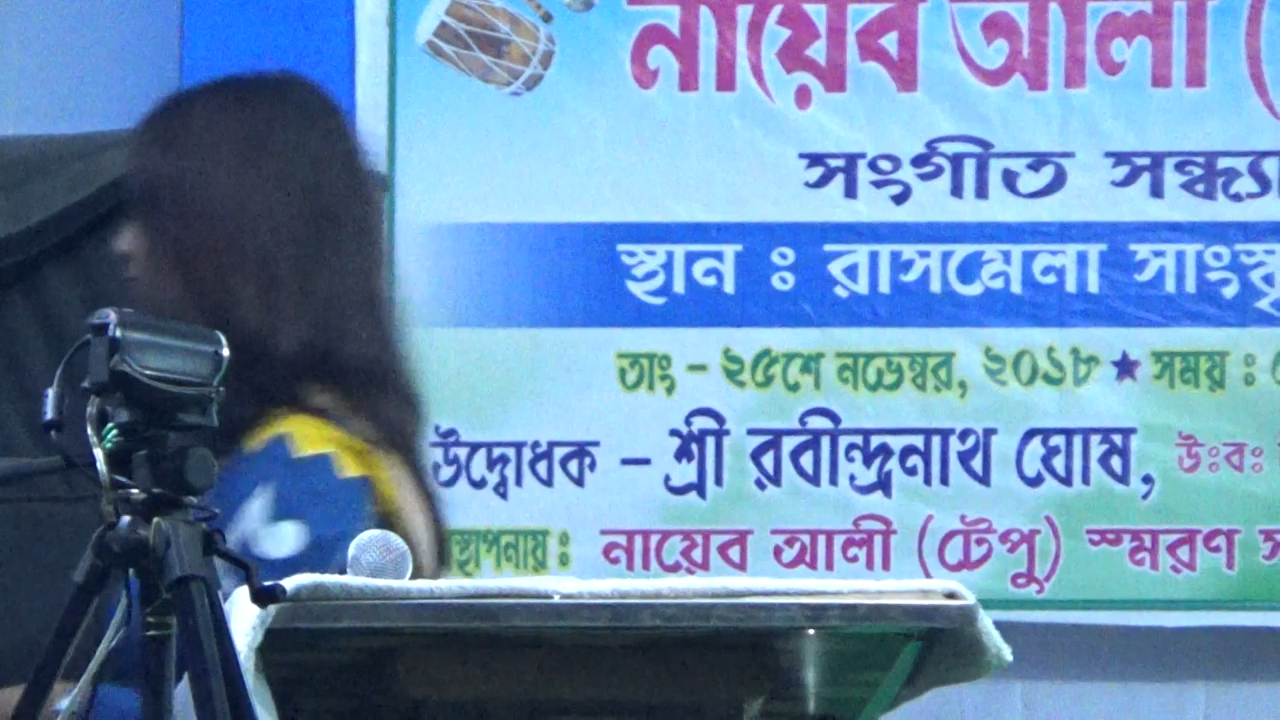 নায়েব আলী (
সংগীত সন্ধ্যা
স্থান ঃ রাসমেলা
তাং - ২৫শে নভেম্বর, ২০১৮ ★ সময় ঃ
উদ্বোধক - শ্রী রবীন্দ্রনাথ ঘোষ, উঃবঃ
নায়েব আলী (টেপু) স্মরণ